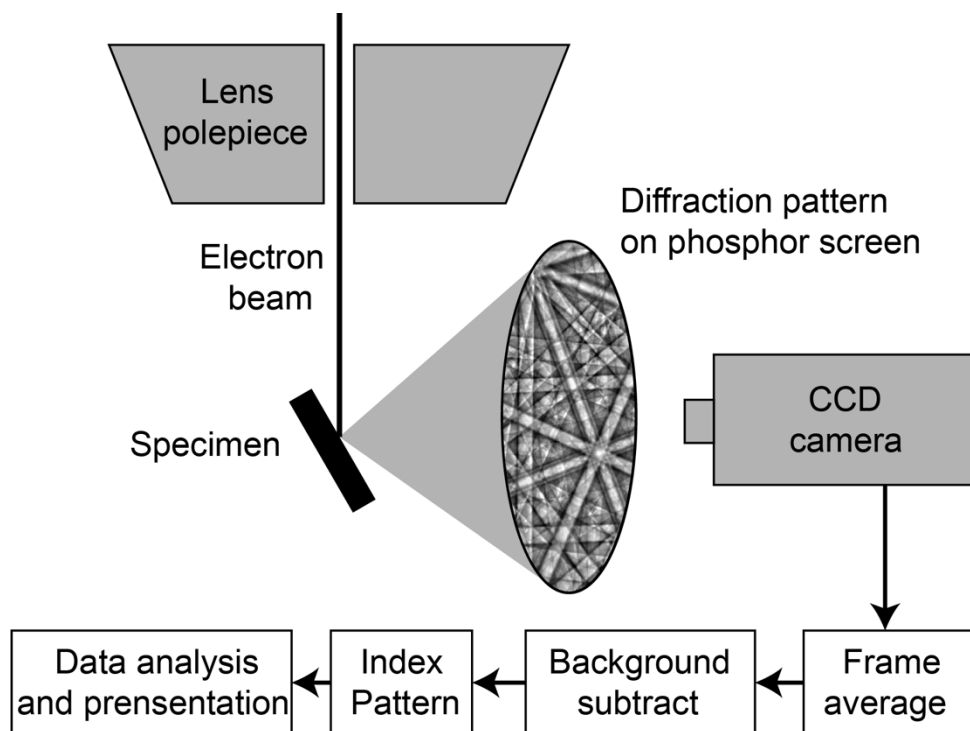 Lens
polepiece
Diffraction pattern
on phosphor screen
Electron
beam
CCD
camera
Specimen
Data analysis
and prensentation
Index
Pattern
Background
subtract
Frame
average